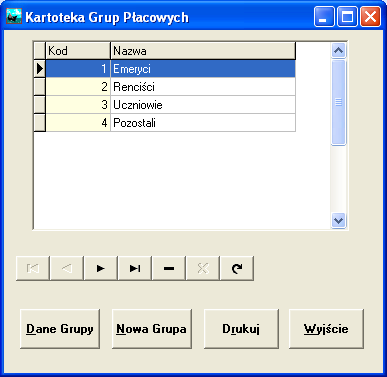 Kartoteka Grup Płacowych
Kod Nazwa
1 Emeryci
2 Renciści
3 Uczniowie
4 Pozostali
Dane Grupy Nowa Grupa Drukuj Wyjście